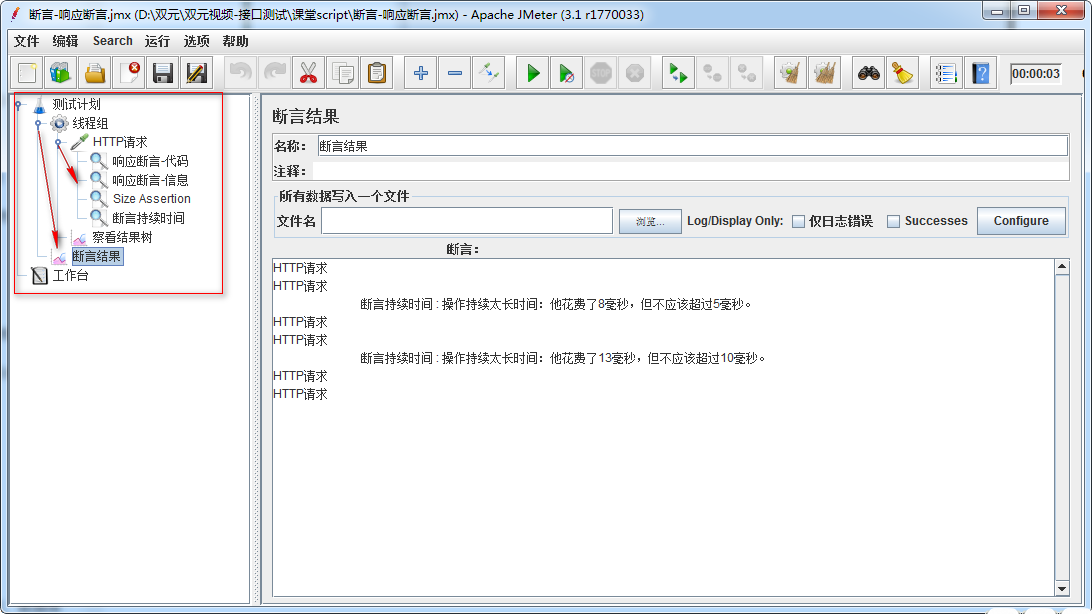 断言-响应断言.jmx (D:\双元\双元视频-接口测试\课堂script\断言-响应断言.jmx) - Apache JMeter (3.1 r1770033)
文件 编辑 Search 运行 选项 帮助
STOP
00:00:03
测试计划
线程组
HTTP请求
响应断言-代码
响应断言-信息
Size Assertion
断言持续时间
察看结果树
断言结果
工作台
断言结果
名称： 断言结果
注释：
所有数据写入一个文件
文件名 浏览... Log/Display Only: 仅日志错误 Successes Configure
断言：
HTTP请求
HTTP请求
断言持续时间 : 操作持续太长时间：他花费了8毫秒，但不应该超过5毫秒。
HTTP请求
HTTP请求
断言持续时间 : 操作持续太长时间：他花费了13毫秒，但不应该超过10毫秒。
HTTP请求
HTTP请求